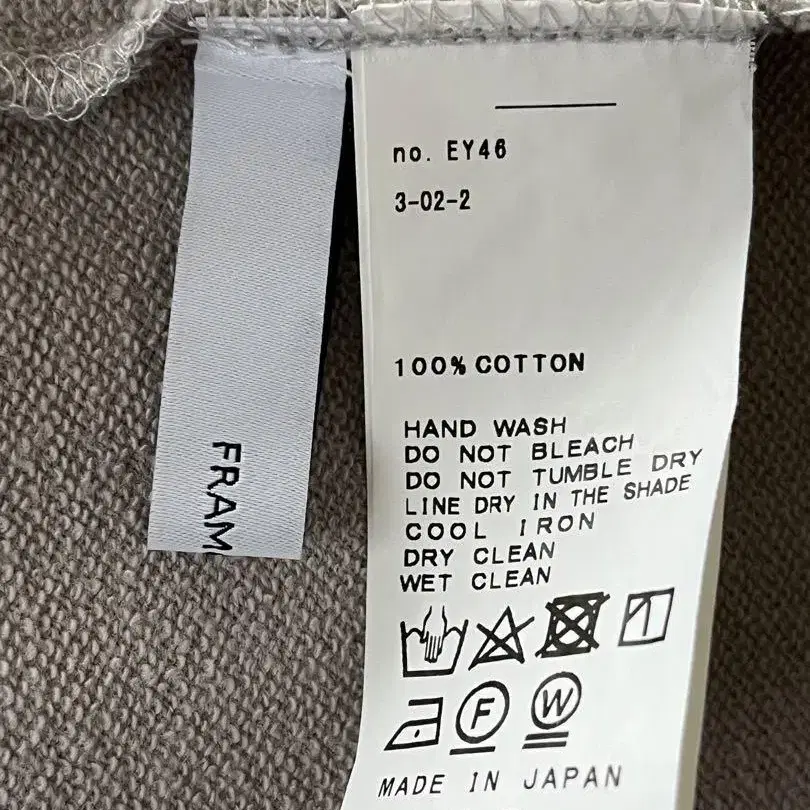 no. EY46
3-02-2
100% COTTON
HAND WASH
DO NOT BLEACH
DO NOT TUMBLE DRY
LINE DRY IN THE SHADE
COOL IRON
DRY CLEAN
WET CLEAN
F
W
MADE IN JAPAN